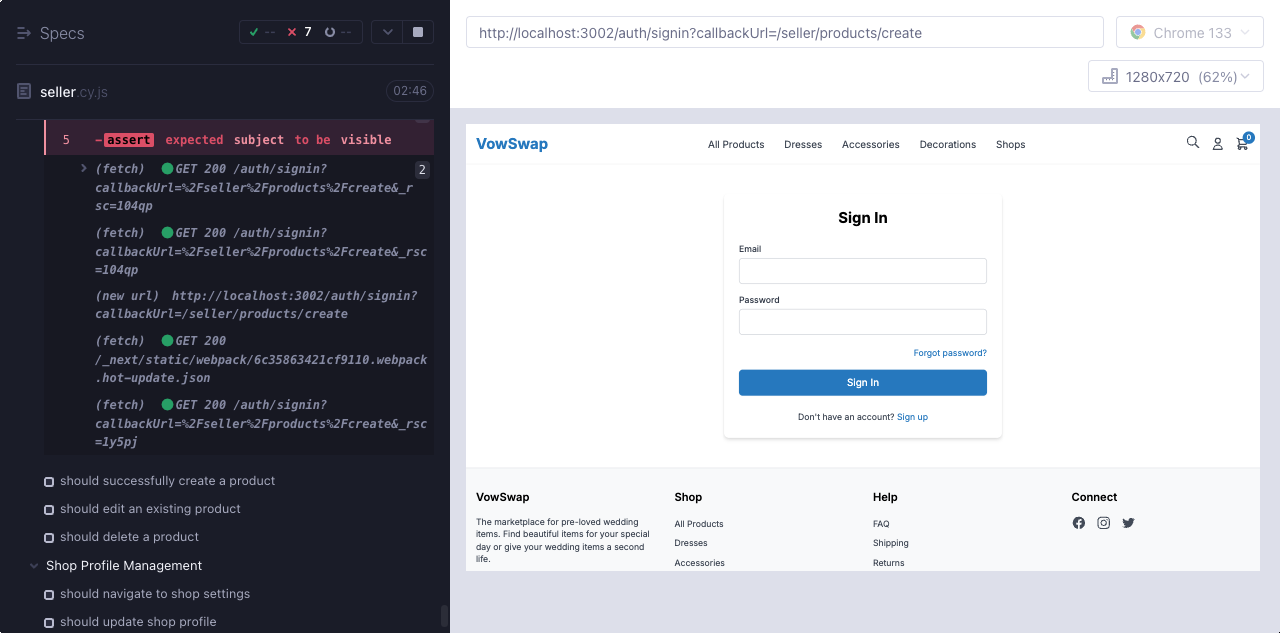 Specs
-- 7 --
seller.cy.js 02:46
5 -assert expected subject to be visible
(fetch) GET 200 /auth/signin? 2
callbackUrl=%2Fseller%2Fproducts%2Fcreate&_r
sc=104qp
(fetch) GET 200 /auth/signin?
callbackUrl=%2Fseller%2Fproducts%2Fcreate&_rsc
=104qp
(new url) http://localhost:3002/auth/signin?
callbackUrl=/seller/products/create
(fetch) GET 200
/_next/static/webpack/6c35863421cf9110.webpack
.hot-update.json
(fetch) GET 200 /auth/signin?
callbackUrl=%2Fseller%2Fproducts%2Fcreate&_rsc
=1y5pj
should successfully create a product
should edit an existing product
should delete a product
Shop Profile Management
should navigate to shop settings
should update shop profile
http://localhost:3002/auth/signin?callbackUrl=/seller/products/create
Chrome 133
1280x720 (62%)
VowSwap
All Products Dresses Accessories Decorations Shops
0
Sign In
Email
Password
Forgot password?
Sign In
Don't have an account? Sign up
VowSwap
The marketplace for pre-loved wedding
items. Find beautiful items for your special
day or give your wedding items a second
life.
Shop
All Products
Dresses
Accessories
Help
FAQ
Shipping
Returns
Connect